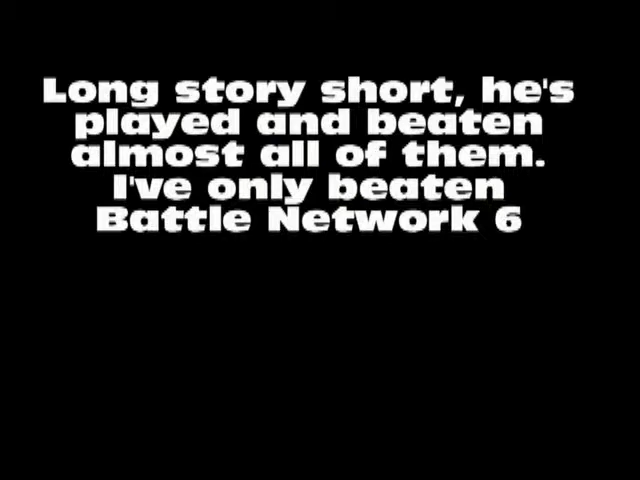 Long story short, he's
played and beaten
almost all of them.
I've only beaten
Battle Network 6